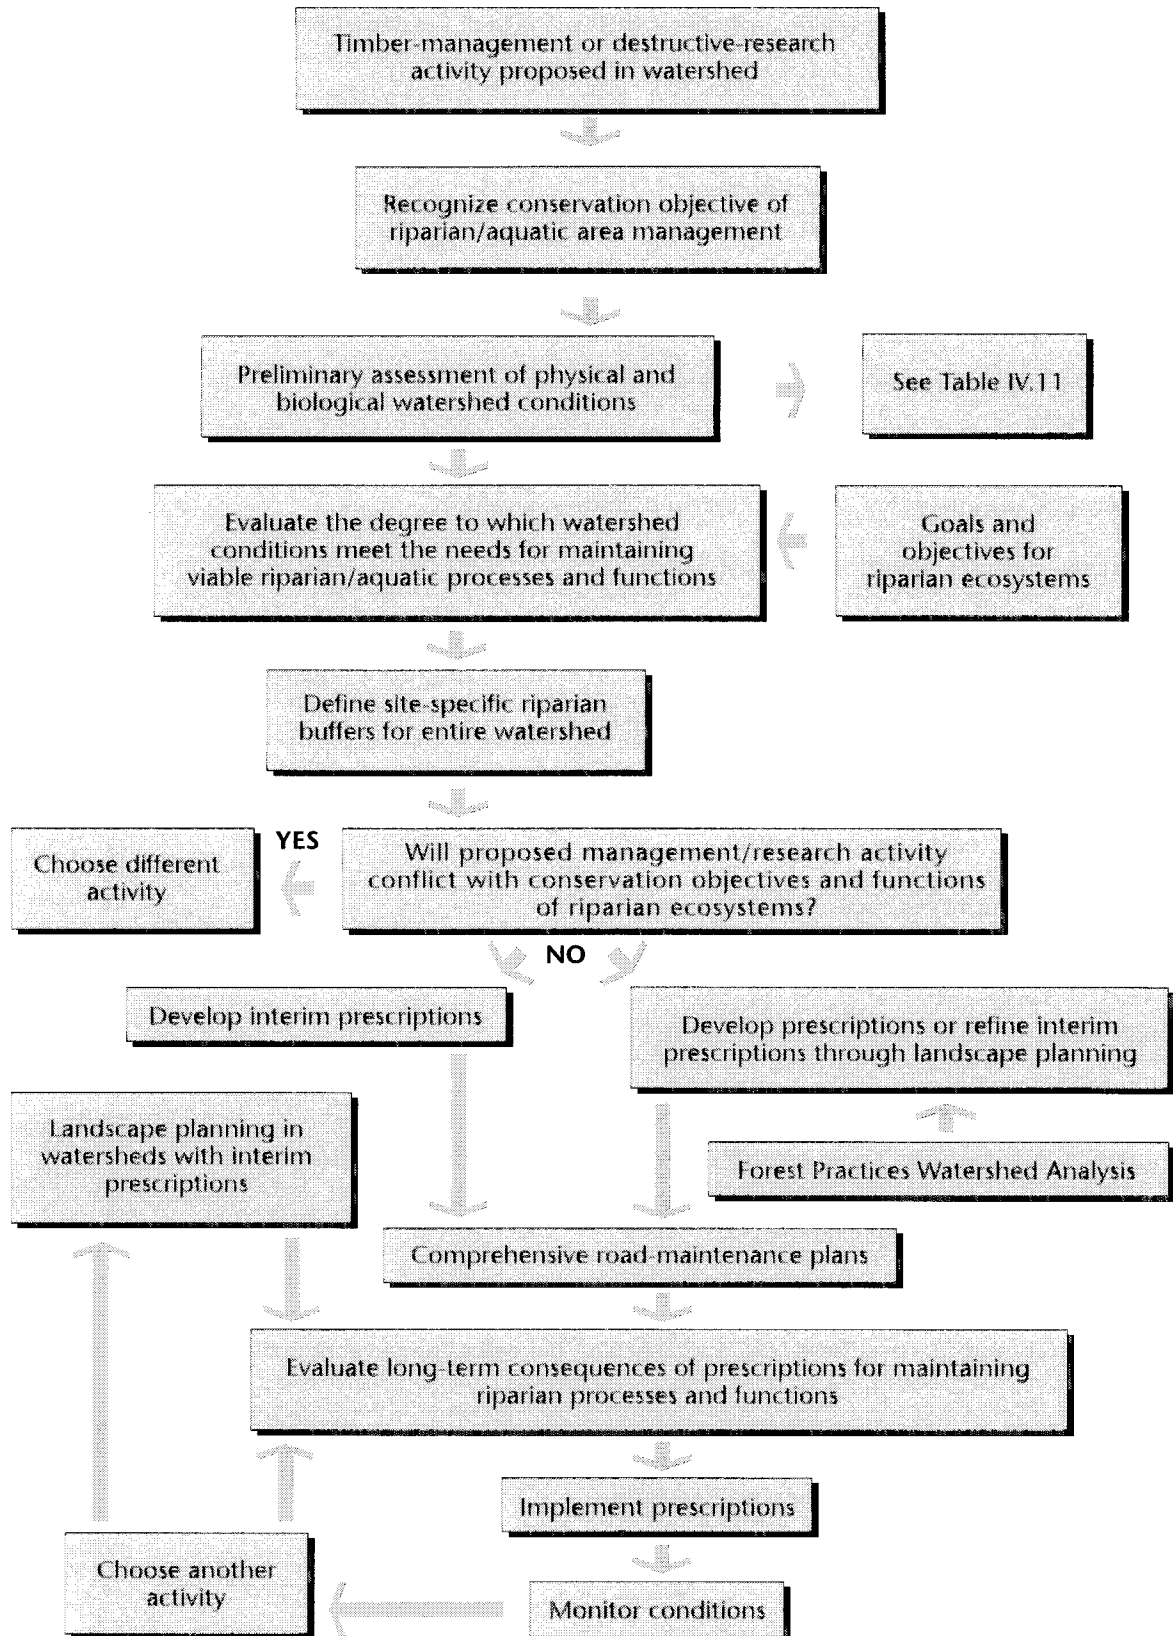 Timber-management or destructive-research
activity proposed in watershed
Recognize conservation objective of
riparian/aquatic area management
Preliminary assessment of physical and
biological watershed conditions
See Table IV.11
Evaluate the degree to which watershed
conditions meet the needs for maintaining
viable riparian/aquatic processes and functions
Goals and
objectives for
riparian ecosystems
Define site-specific riparian
buffers for entire watershed
YES
Choose different
activity
Will proposed management/research activity
conflict with conservation objectives and functions
of riparian ecosystems?
NO
Develop interim prescriptions
Develop prescriptions or refine interim
prescriptions through landscape planning
Landscape planning in
watersheds with interim
prescriptions
Forest Practices Watershed Analysis
Comprehensive road-maintenance plans
Evaluate long-term consequences of prescriptions for maintaining
riparian processes and functions
Implement prescriptions
Choose another
activity
Monitor conditions